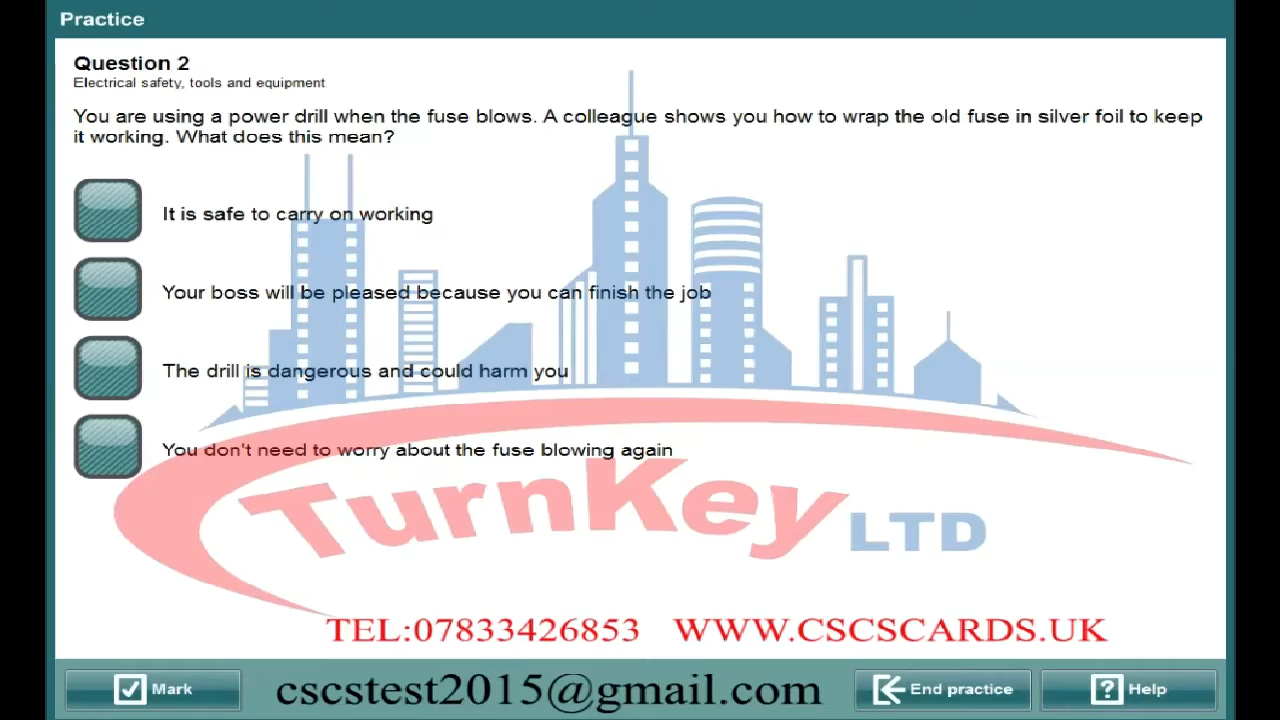 Practice
Question 2
Electrical safety, tools and equipment
You are using a power drill when the fuse blows. A colleague shows you how to wrap the old fuse in silver foil to keep
it working. What does this mean?
It is safe to carry on working
Your boss will be pleased because you can finish the job
The drill is dangerous and could harm you
You don't need to worry about the fuse blowing again
TurnKey LTD
TEL:07833426853 WWW.CSCSCARDS.UK
Mark
cscstest2015@gmail.com
End practice
Help